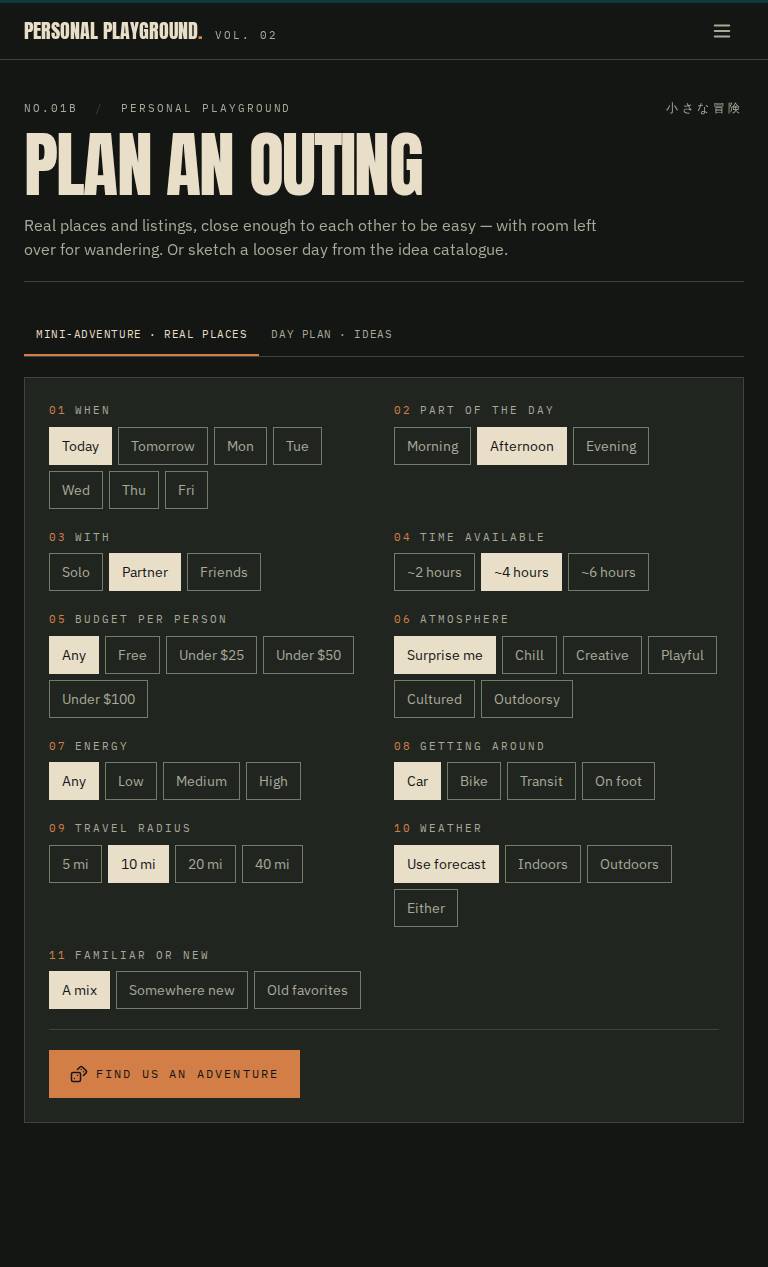 PERSONAL PLAYGROUND. VOL. 02
NO.01B / PERSONAL PLAYGROUND
小さな冒険
PLAN AN OUTING
Real places and listings, close enough to each other to be easy — with room left
over for wandering. Or sketch a looser day from the idea catalogue.
MINI-ADVENTURE · REAL PLACES
DAY PLAN · IDEAS
01 WHEN
Today Tomorrow Mon Tue
Wed Thu Fri
02 PART OF THE DAY
Morning Afternoon Evening
03 WITH
Solo Partner Friends
04 TIME AVAILABLE
~2 hours ~4 hours ~6 hours
05 BUDGET PER PERSON
Any Free Under $25 Under $50
Under $100
06 ATMOSPHERE
Surprise me Chill Creative Playful
Cultured Outdoorsy
07 ENERGY
Any Low Medium High
08 GETTING AROUND
Car Bike Transit On foot
09 TRAVEL RADIUS
5 mi 10 mi 20 mi 40 mi
10 WEATHER
Use forecast Indoors Outdoors
Either
11 FAMILIAR OR NEW
A mix Somewhere new Old favorites
FIND US AN ADVENTURE